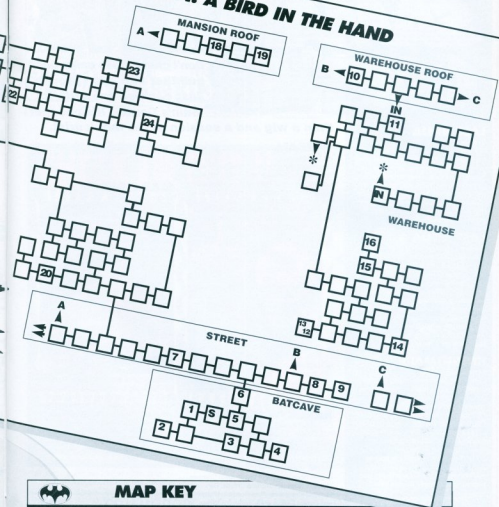 A BIRD IN THE HAND
MANSION ROOF
A 18 19
WAREHOUSE ROOF
B 10 C
IN
11
23
22
24
*
*
IN
WAREHOUSE
16
15
13
12
14
20
A
STREET
B
C
7
8 9
6
BATCAVE
1 S 5
2 3 4
MAP KEY